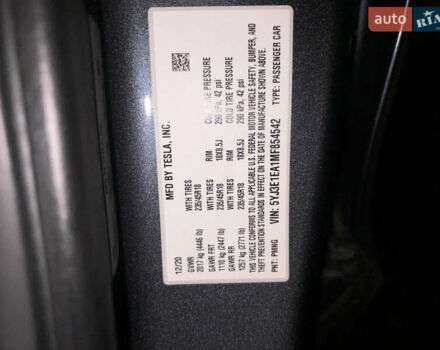 auto RIA
MFD BY TESLA, INC.
12/20
GVWR
2017 kg (4446 lb)
GAWR FRT WITH TIRES RIM COLD TIRE PRESSURE
1110 kg (2447 lb) 235/45R18 18X8.5J 290 kPa, 42 psi
GAWR RR WITH TIRES RIM COLD TIRE PRESSURE
1257 kg (2771 lb) 235/45R18 18X8.5J 290 kPa, 42 psi
THIS VEHICLE CONFORMS TO ALL APPLICABLE U.S. FEDERAL MOTOR VEHICLE SAFETY, BUMPER, AND
THEFT PREVENTION STANDARDS IN EFFECT ON THE DATE OF MANUFACTURE SHOWN ABOVE.
VIN: 5YJ3E1EA1MF854542
PNT: PMNG TYPE: PASSENGER CAR